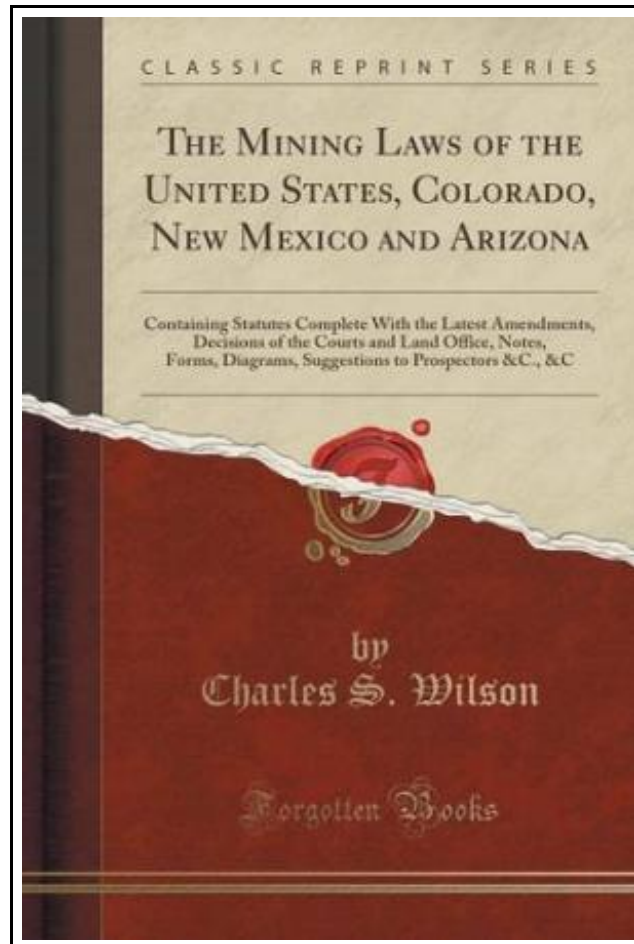 CLASSIC REPRINT SERIES
THE MINING LAWS OF THE
UNITED STATES, COLORADO,
NEW MEXICO AND ARIZONA
Containing Statutes Complete With the Latest Amendments,
Decisions of the Courts and Land Office, Notes,
Forms, Diagrams, Suggestions to Prospectors &C., &C
by
Charles S. Wilson
Forgotten Books